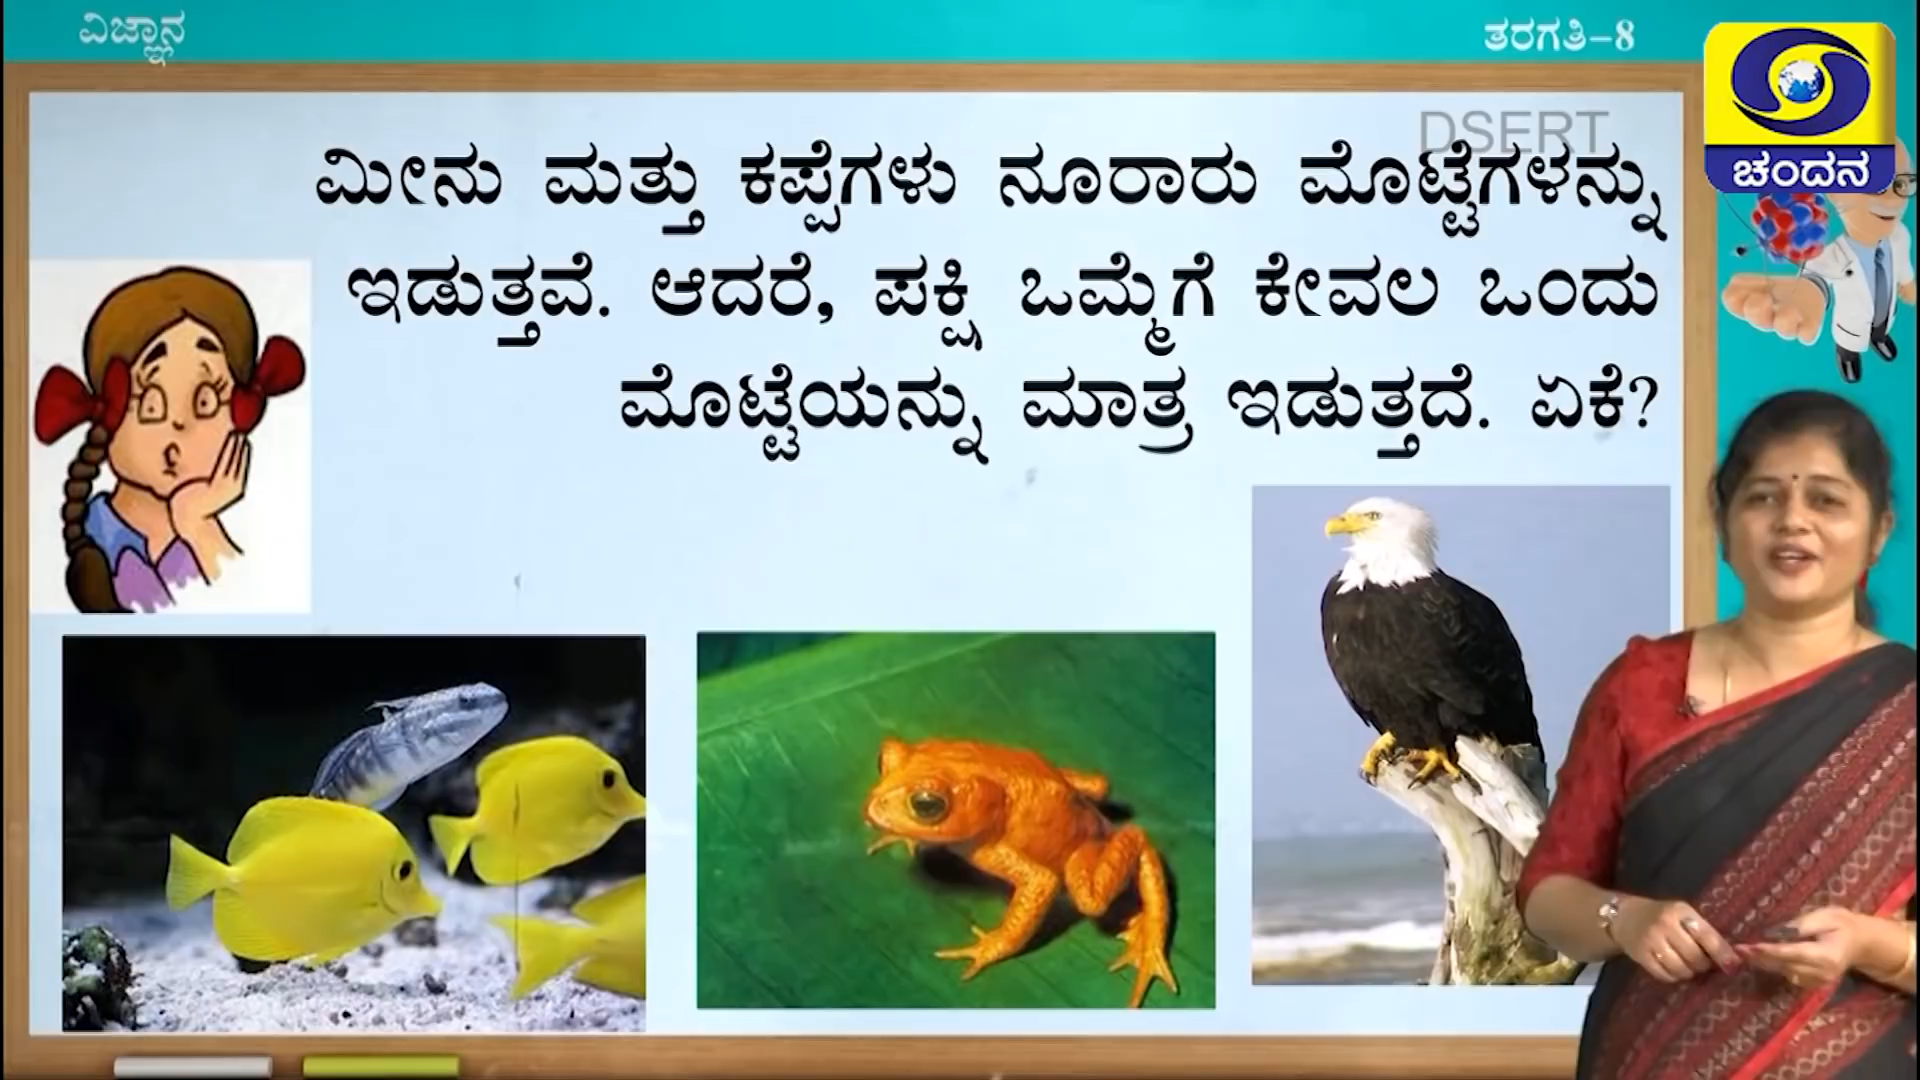 ವಿಜ್ಞಾನ
ತರಗತಿ-8
DSERT
ಚಂದನ
ಮೀನು ಮತ್ತು ಕಪ್ಪೆಗಳು ನೂರಾರು ಮೊಟ್ಟೆಗಳನ್ನು
ಇಡುತ್ತವೆ. ಆದರೆ, ಪಕ್ಷಿ ಒಮ್ಮೆಗೆ ಕೇವಲ ಒಂದು
ಮೊಟ್ಟೆಯನ್ನು ಮಾತ್ರ ಇಡುತ್ತದೆ. ಏಕೆ?